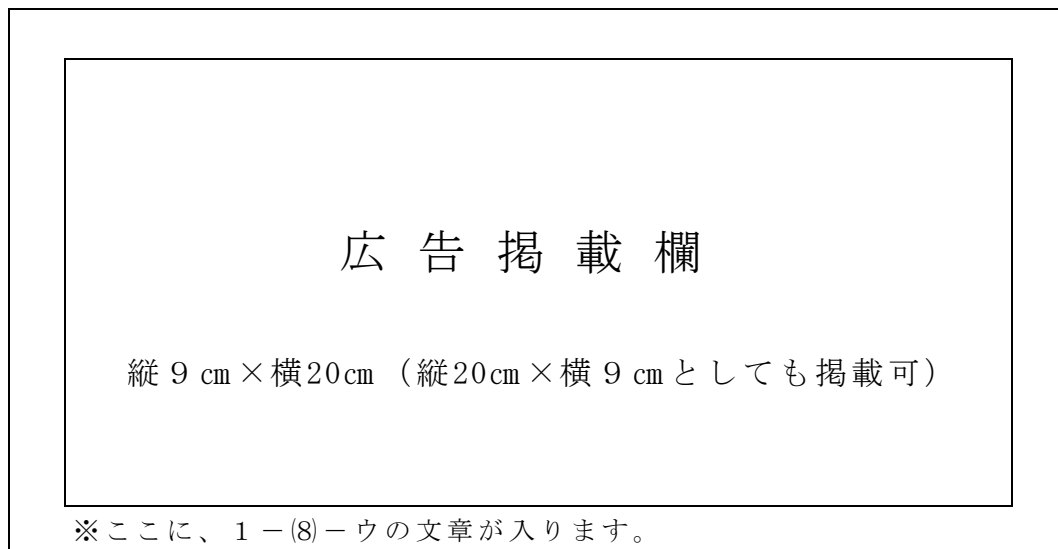 広告掲載欄
縦９㎝×横20㎝（縦20㎝×横９㎝としても掲載可）
※ここに、１－⑻－ウの文章が入ります。